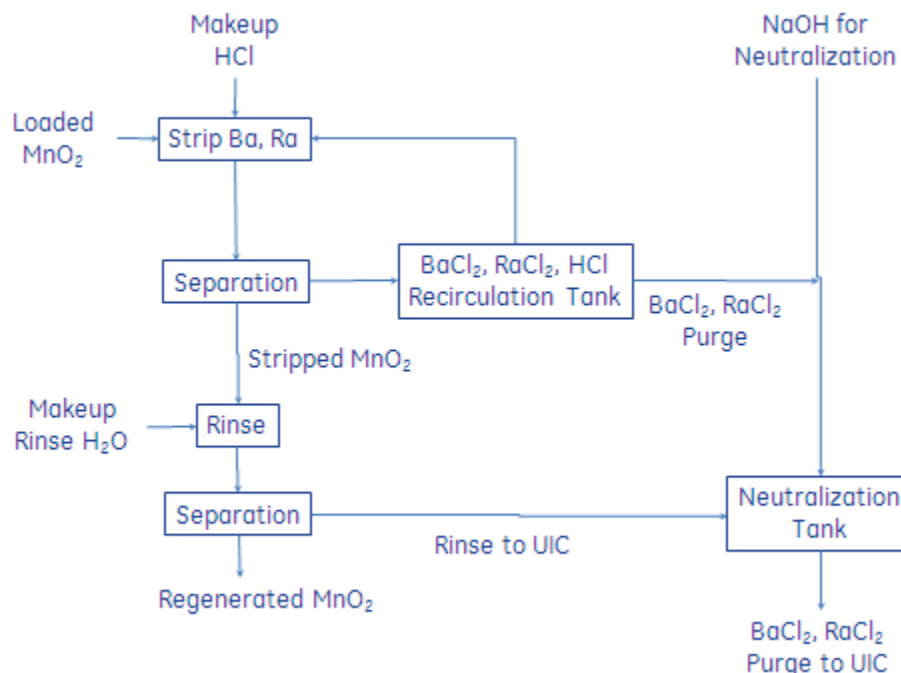 Makeup
HCl
NaOH for
Neutralization
Loaded
MnO₂
Strip Ba, Ra
Separation
BaCl₂, RaCl₂, HCl
Recirculation Tank
BaCl₂, RaCl₂
Purge
Stripped MnO₂
Makeup
Rinse H₂O
Rinse
Separation
Rinse to UIC
Neutralization
Tank
Regenerated MnO₂
BaCl₂, RaCl₂
Purge to UIC